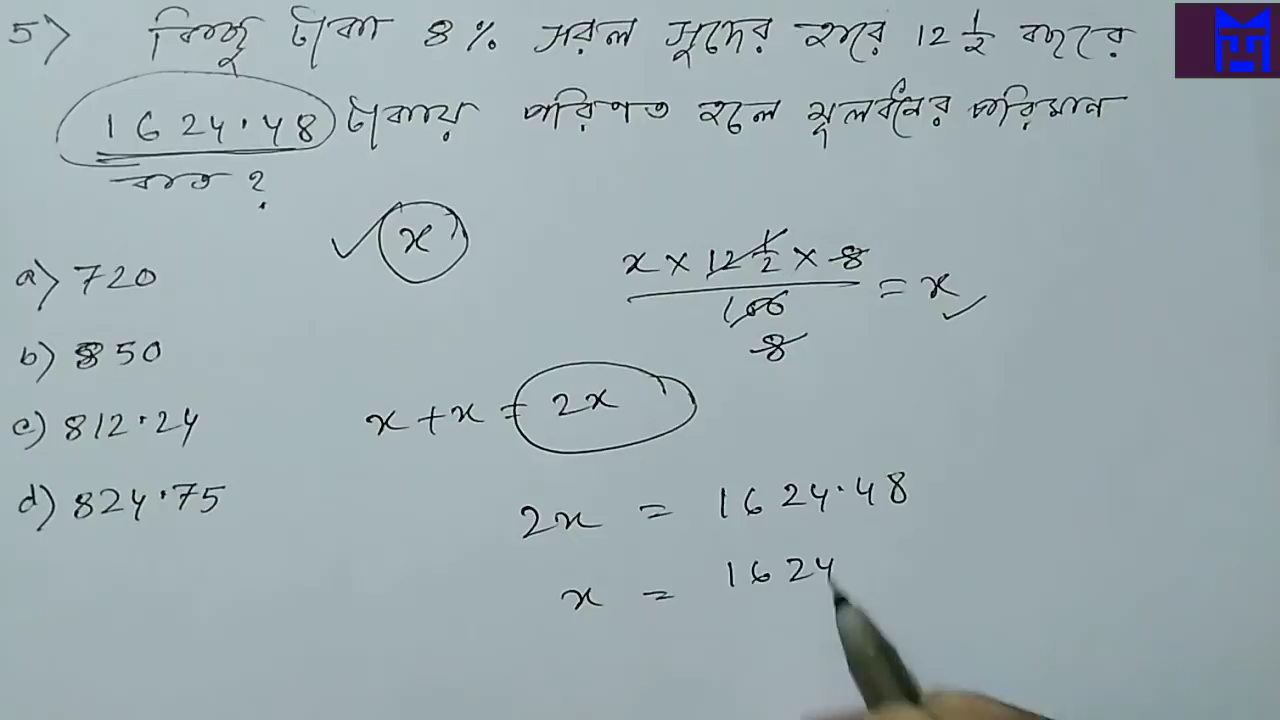 5) কিছু টাকা 8% সরল সুদের হারে 12 1/2 বছরে
1624.48 টাকায় পরিণত হলে মূলধনের পরিমান
কত ?
x
x × 12 1/2 × 8 / 100 = x
8
a) 720
b) 850
x + x = 2x
c) 812.24
d) 824.75
2x = 1624.48
x = 1624